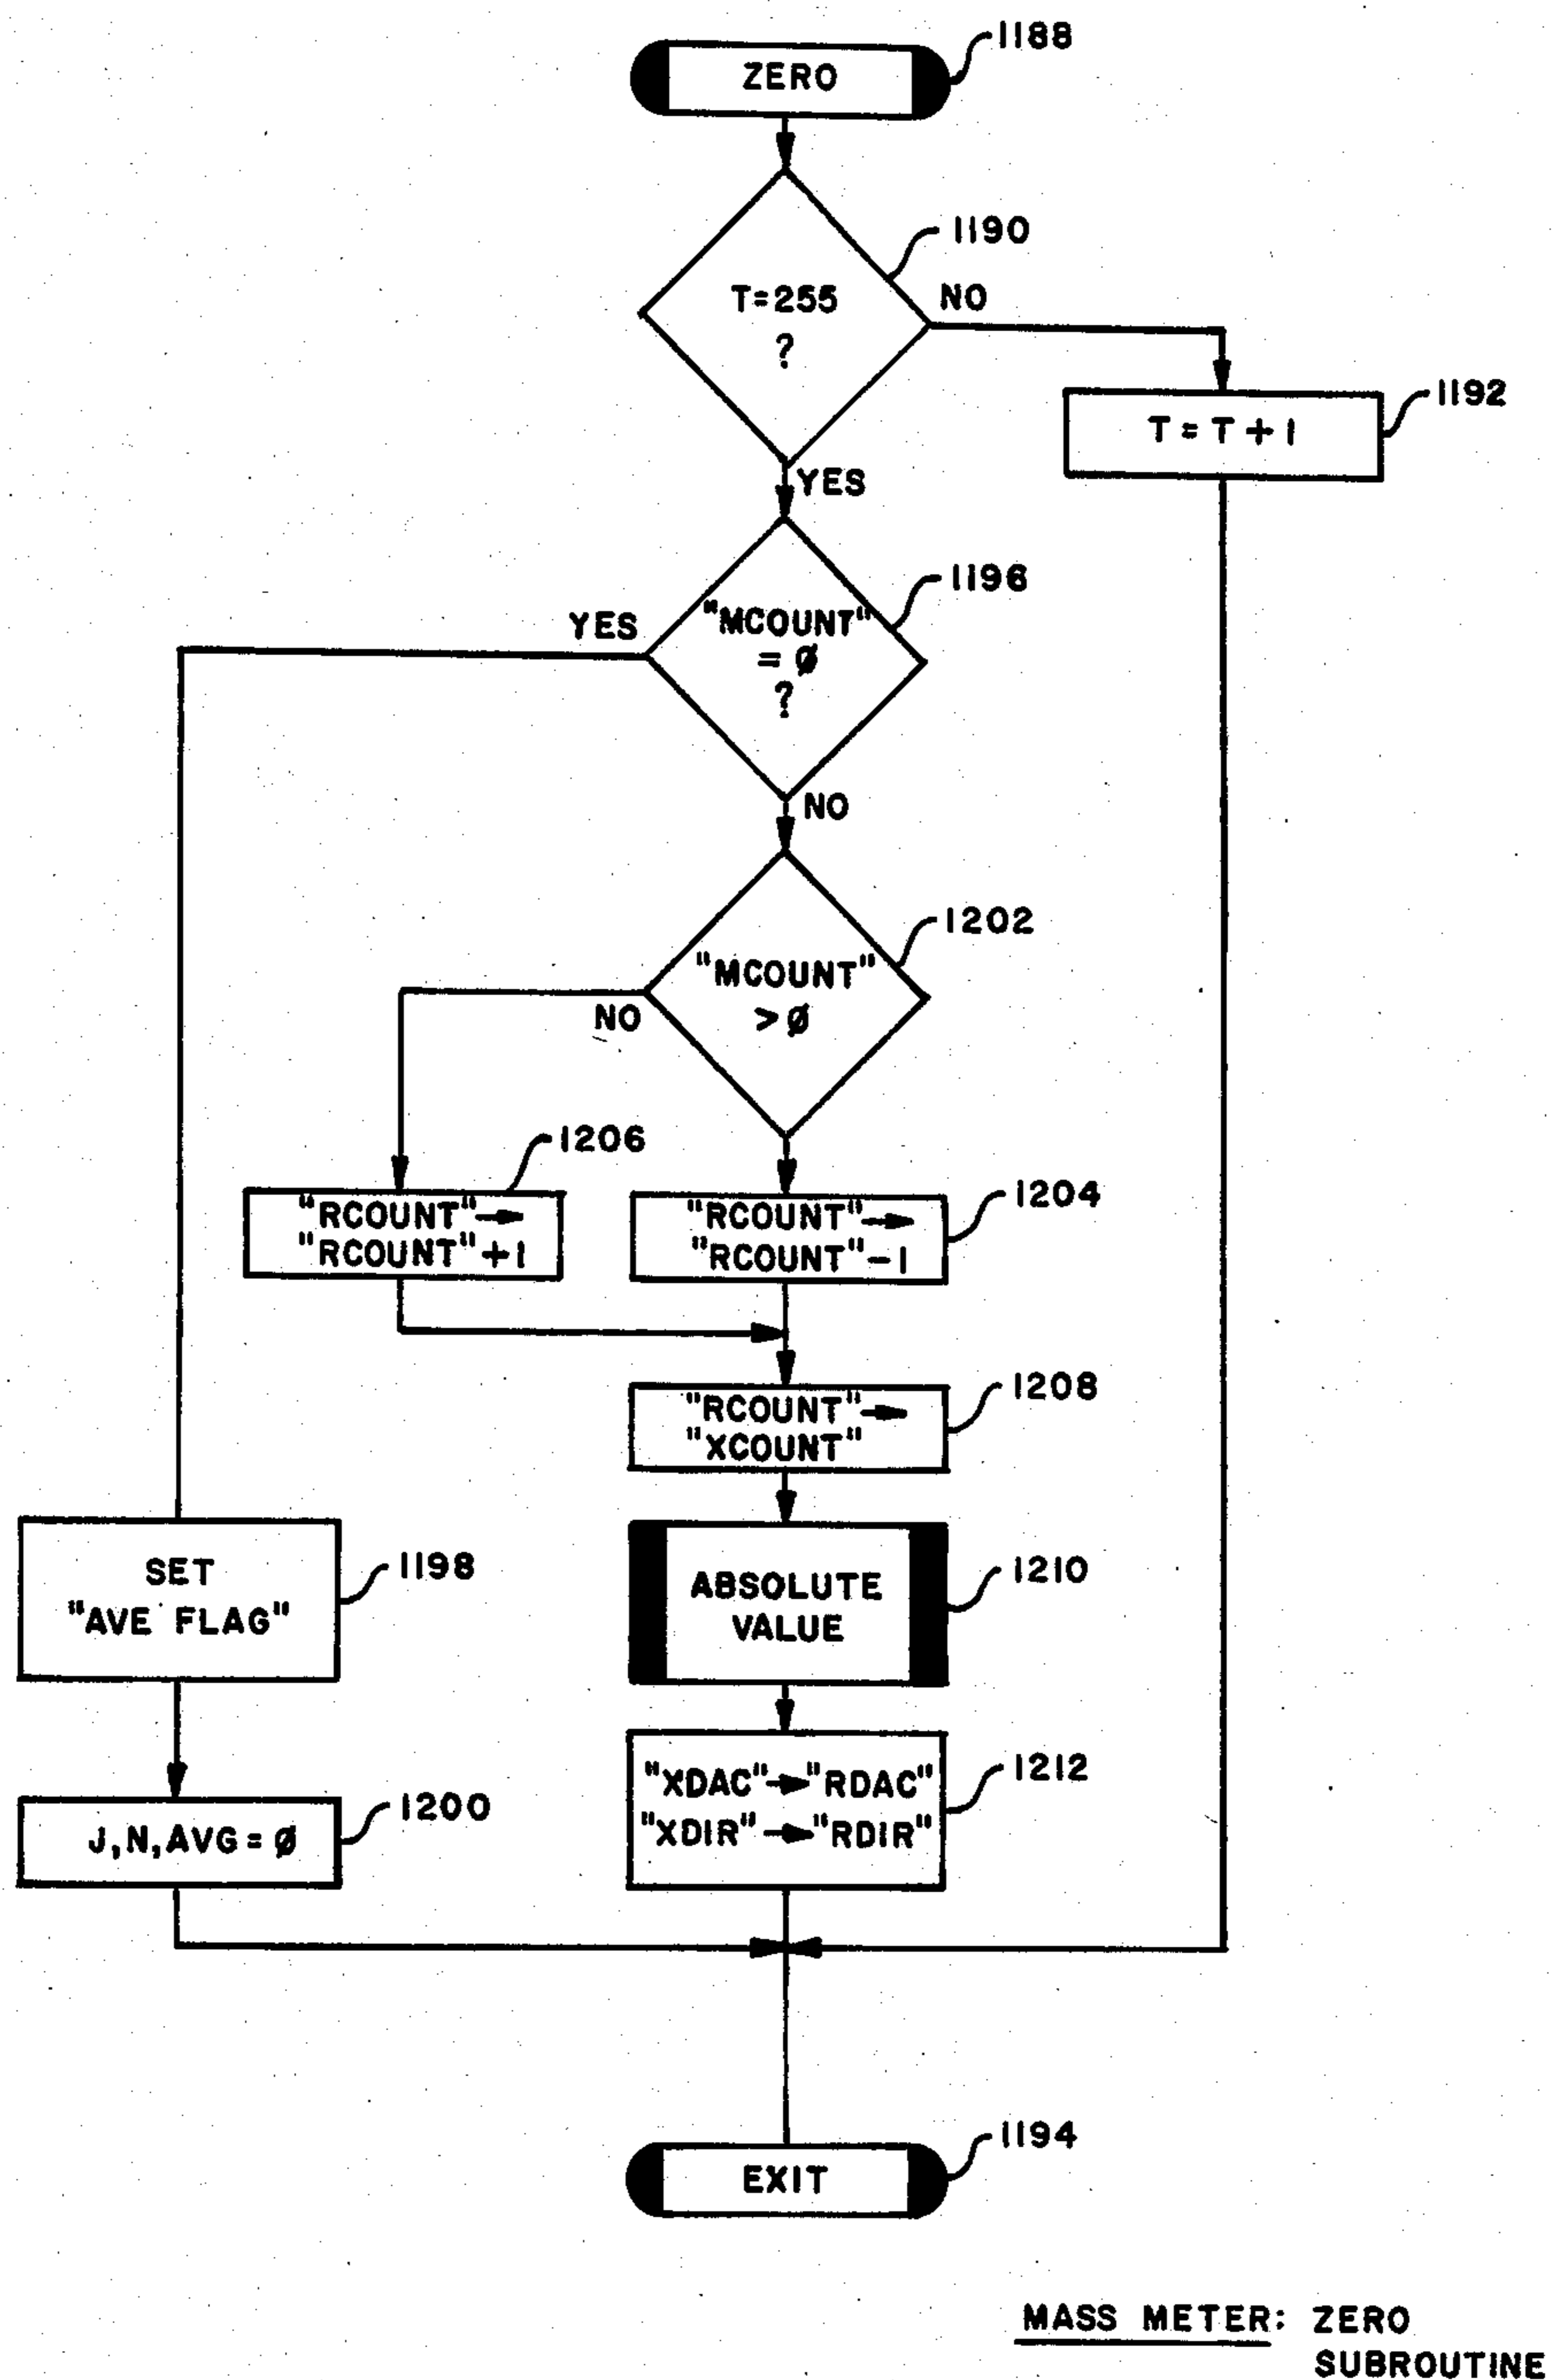 1188
ZERO
1190
T=255
?
NO
1192
T = T + 1
YES
1196
"MCOUNT"
= Ø
?
YES
NO
1202
"MCOUNT"
> Ø
NO
1206
"RCOUNT"→
"RCOUNT"+1
1204
"RCOUNT"→
"RCOUNT"-1
1208
"RCOUNT"→
"XCOUNT"
1198
SET
"AVE FLAG"
1210
ABSOLUTE
VALUE
1212
"XDAC"→"RDAC"
"XDIR"→"RDIR"
1200
J,N,AVG = Ø
1194
EXIT
MASS METER: ZERO
SUBROUTINE